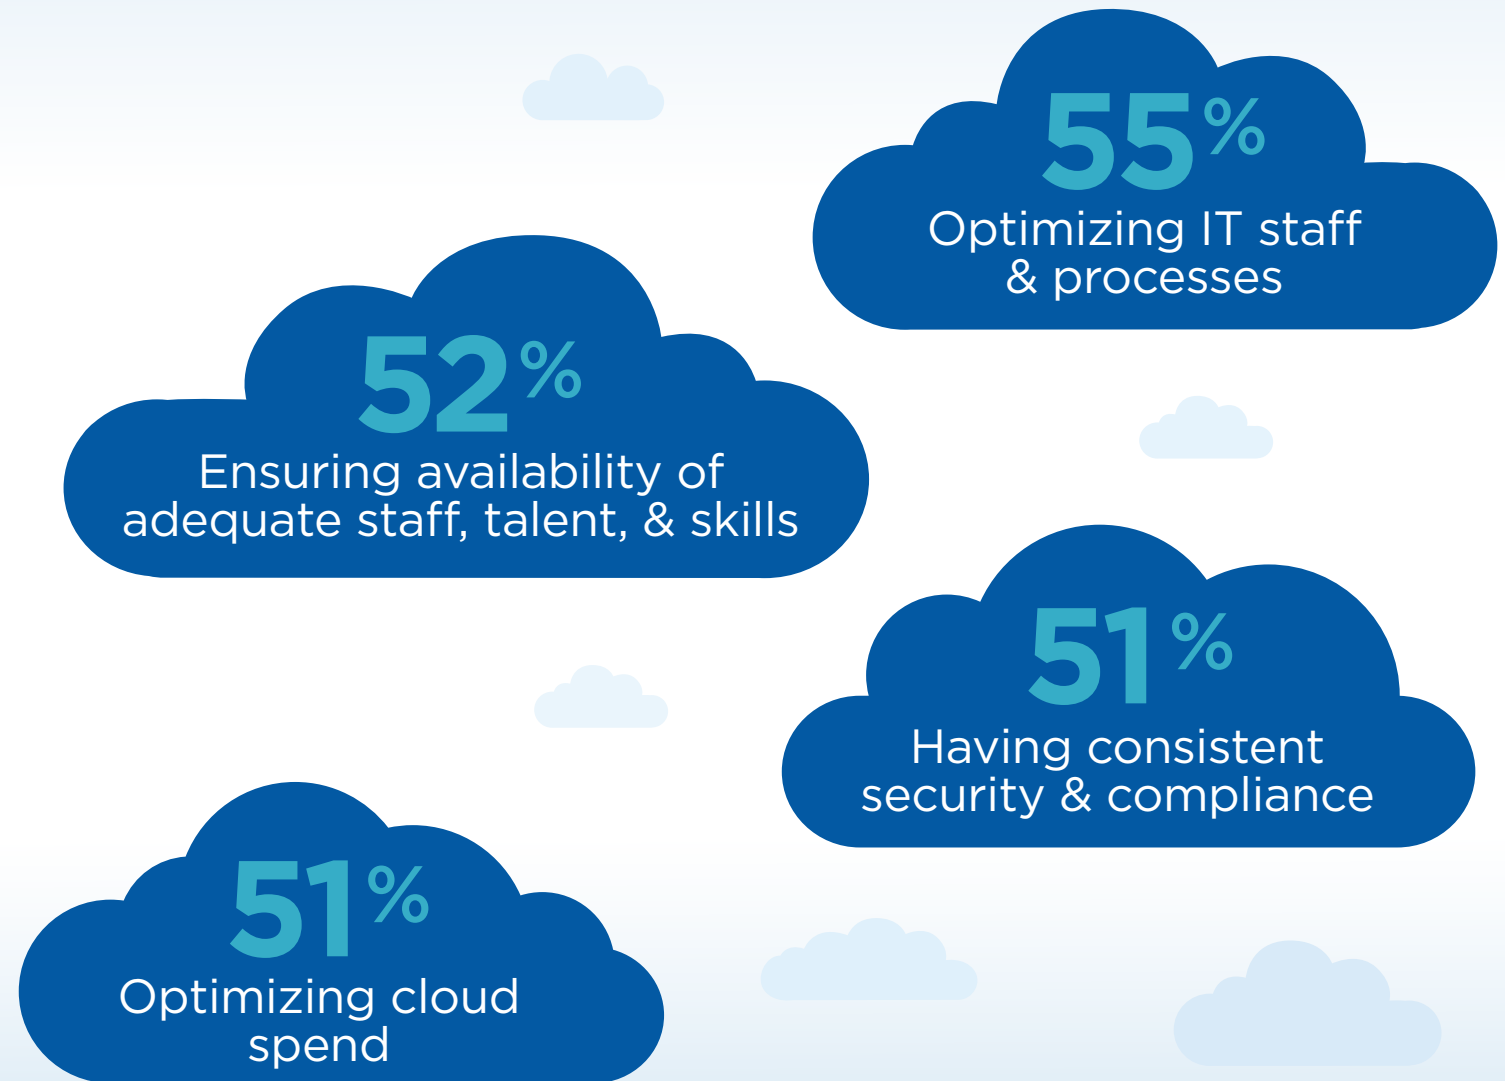 55%
Optimizing IT staff
& processes
52%
Ensuring availability of
adequate staff, talent, & skills
51%
Having consistent
security & compliance
51%
Optimizing cloud
spend